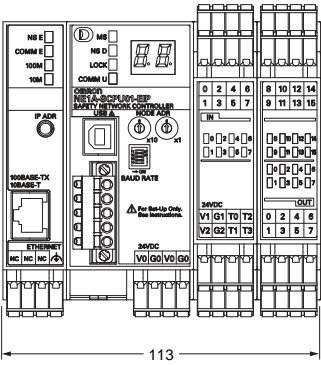 NS E
COMM E
100M
10M
IP ADR
100BASE-TX
10BASE-T
ETHERNET
NC NC NC
MS
NS D
LOCK
COMM U
OMRON
NE1A-SCPU01-EIP
SAFETY NETWORK CONTROLLER
USB
NODE ADR
x10 x1
ON
BAUD RATE
For Set-Up Only.
See Instructions.
24VDC
V0 G0 V0 G0
0 2 4 6
1 3 5 7
IN
0 2 4 6
1 3 5 7
24VDC
V1 G1 T0 T2
V2 G2 T1 T3
8 10 12 14
9 11 13 15
8 10 12 14
9 11 13 15
0 2 4 6
1 3 5 7
OUT
0 2 4 6
1 3 5 7
113